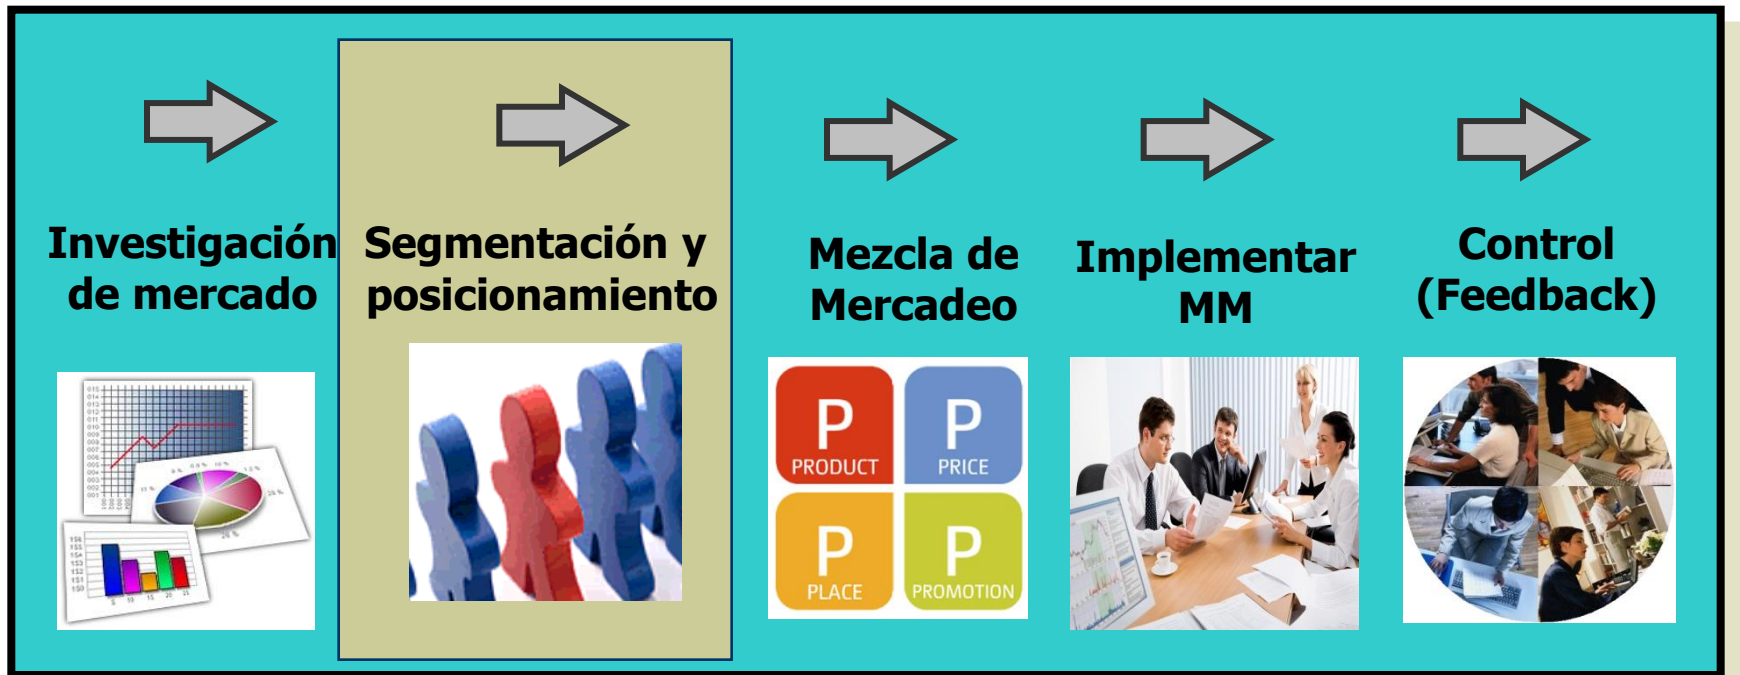 Investigación
de mercado
Segmentación y
posicionamiento
Mezcla de
Mercadeo
Implementar
MM
Control
(Feedback)
P
PRODUCT
P
PRICE
P
PLACE
P
PROMOTION